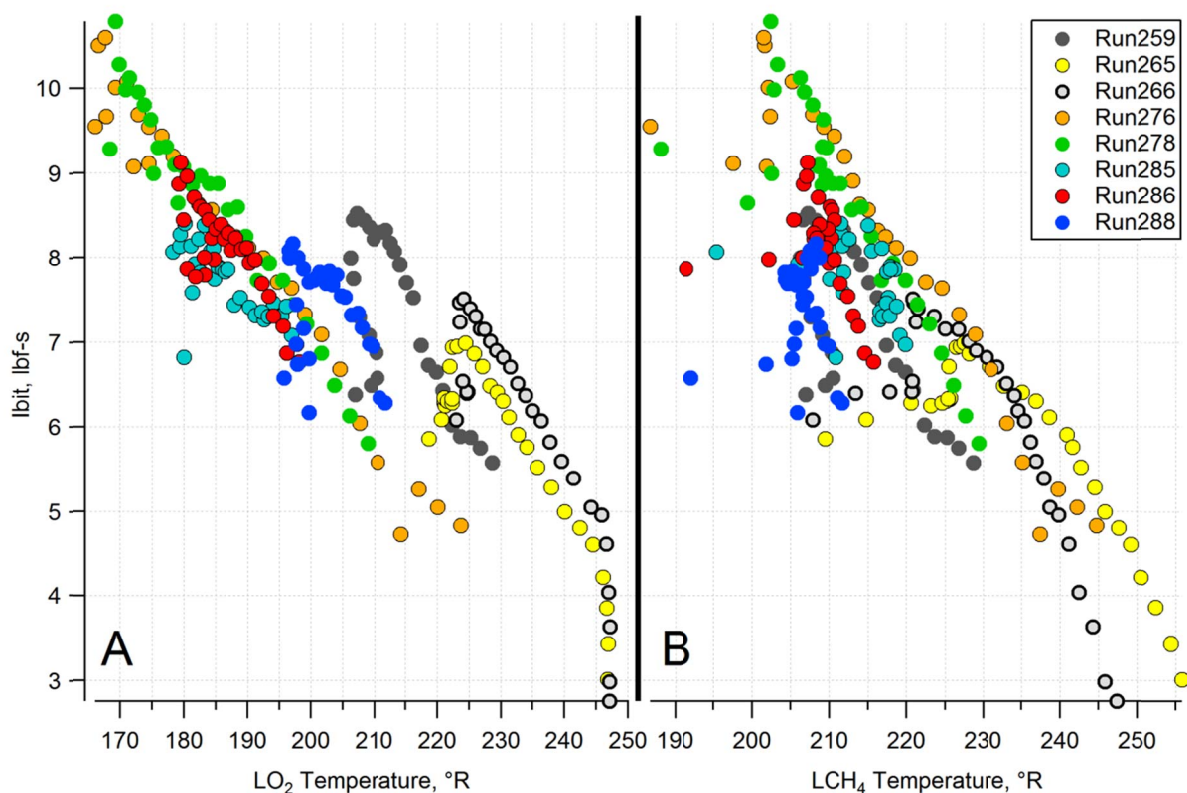 Ibit, lbf-s
10
9
8
7
6
5
4
3
A
170 180 190 200 210 220 230 240 250
LO₂ Temperature, °R
B
190 200 210 220 230 240 250
LCH₄ Temperature, °R
Run259
Run265
Run266
Run276
Run278
Run285
Run286
Run288